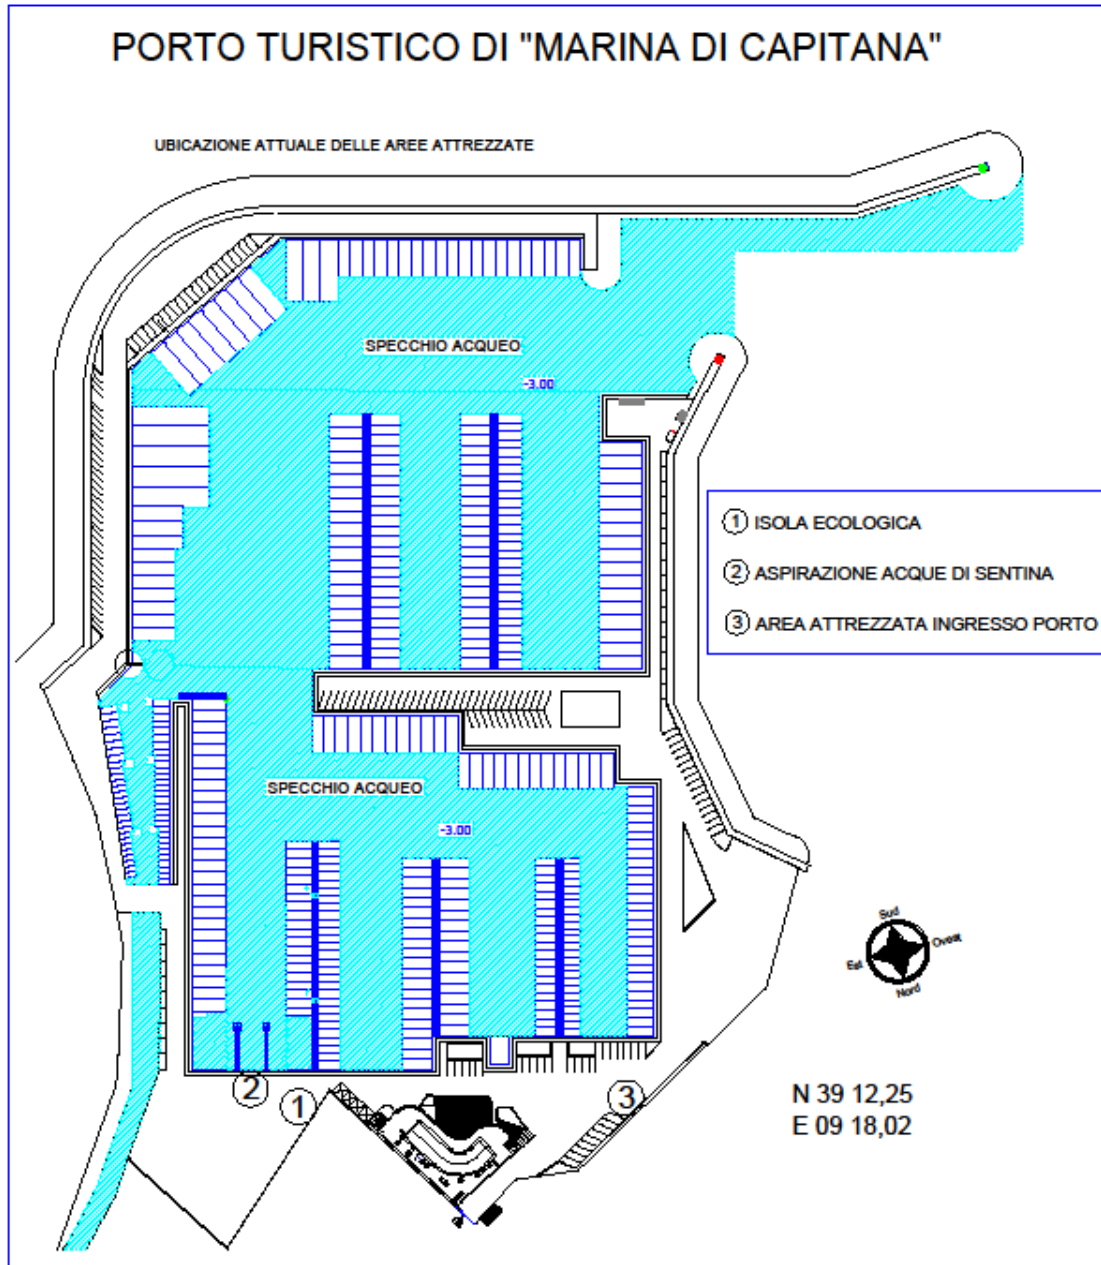 PORTO TURISTICO DI "MARINA DI CAPITANA"
UBICAZIONE ATTUALE DELLE AREE ATTREZZATE
SPECCHIO ACQUEO
-3.00
1 ISOLA ECOLOGICA
2 ASPIRAZIONE ACQUE DI SENTINA
3 AREA ATTREZZATA INGRESSO PORTO
SPECCHIO ACQUEO
-3.00
Sud
Ovest
Est
Nord
2
1
3
N 39 12,25
E 09 18,02